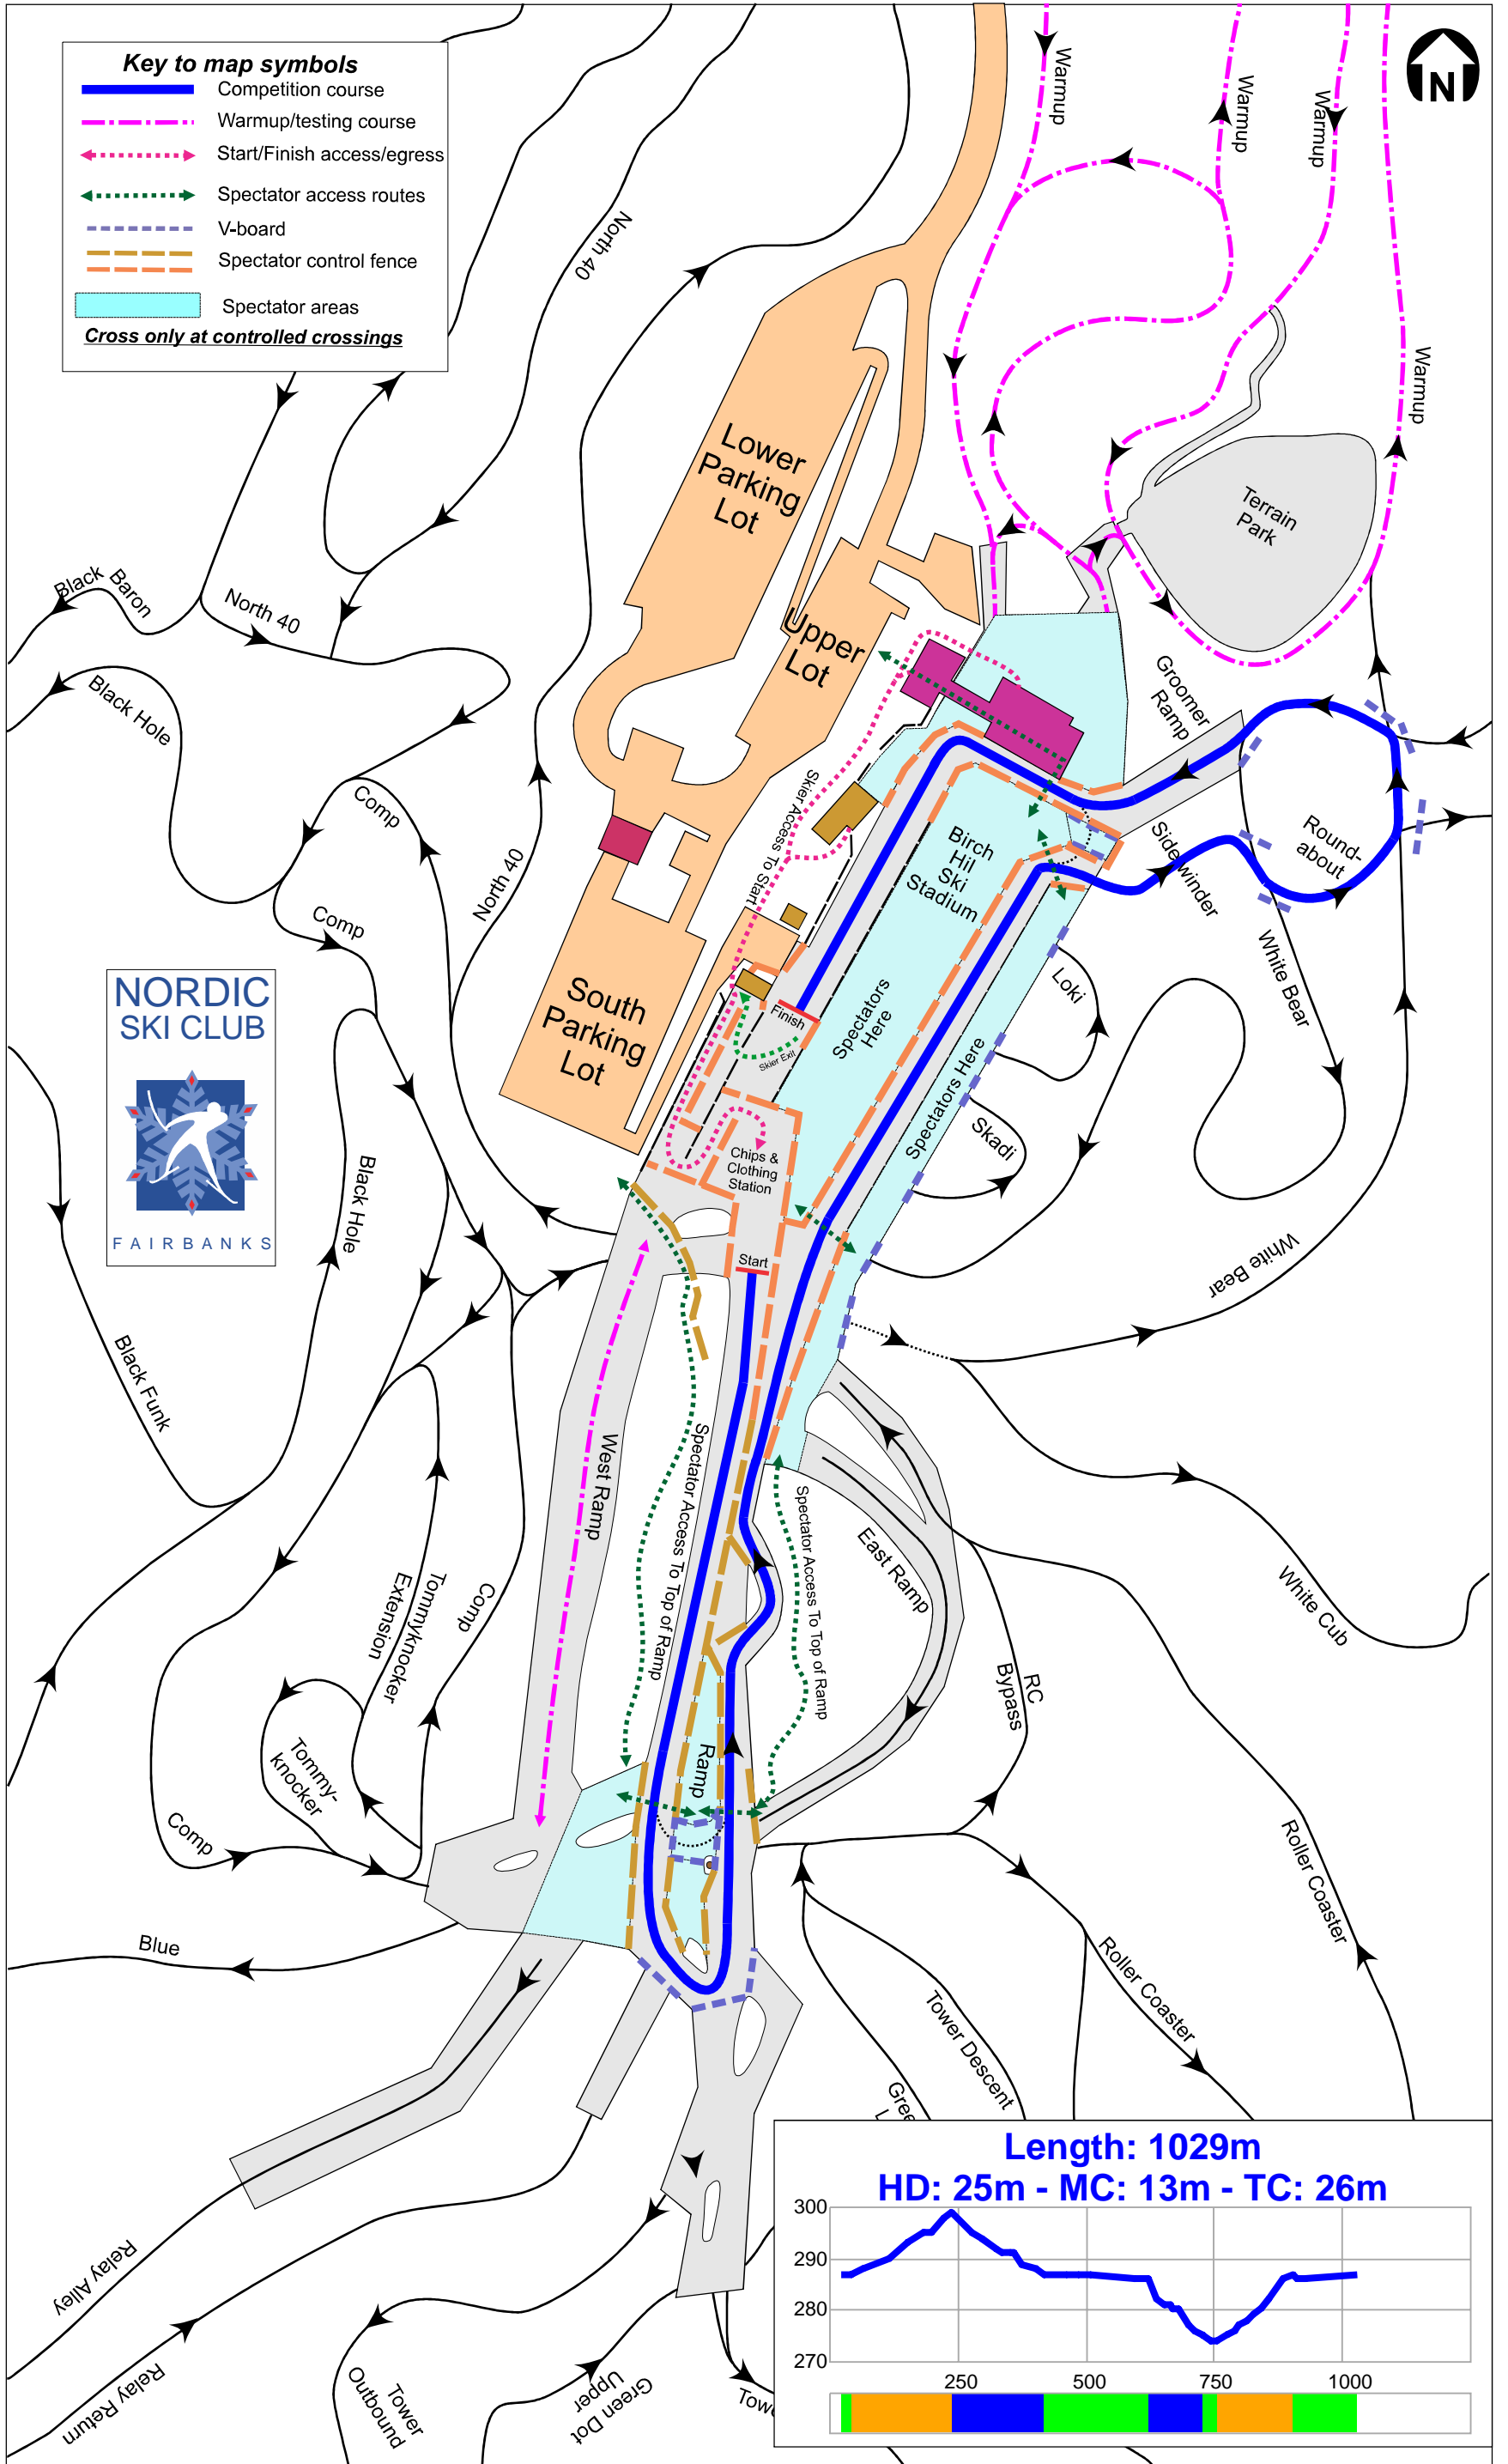 Key to map symbols
Competition course
Warmup/testing course
Start/Finish access/egress
Spectator access routes
V-board
Spectator control fence
Spectator areas
Cross only at controlled crossings
N
Warmup
Warmup
Warmup
Warmup
North 40
Lower
Parking
Lot
Terrain
Park
Black Baron
North 40
Upper
Lot
Black Hole
Groomer
Ramp
Comp
Skier Access To Start
Birch
Hil
Ski
Stadium
Sidewinder
Round-
about
North 40
Comp
White Bear
Loki
NORDIC
SKI CLUB
FAIRBANKS
South
Parking
Lot
Finish
Skier Exit
Spectators
Here
Spectators Here
Skadi
Black Hole
Chips &
Clothing
Station
Start
White Bear
Black Funk
West Ramp
Spectator Access To Top of Ramp
Spectator Access To Top of Ramp
East Ramp
White Cub
Tommyknocker
Extension
Comp
RC
Bypass
Ramp
Tommy-
knocker
Comp
Roller Coaster
Blue
Roller Coaster
Tower Descent
Gree
Relay Alley
Relay Return
Tower
Outbound
Upper
Green Dot
Towe
Length: 1029m
HD: 25m - MC: 13m - TC: 26m
300
290
280
270
250
500
750
1000